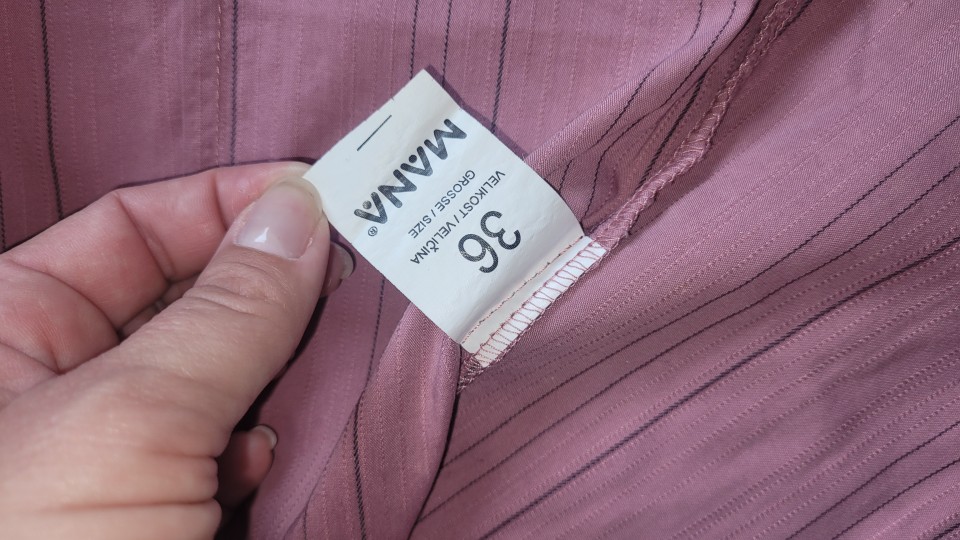 MANA®
VELIKOST / VELIČINA
GROSSE / SIZE
36